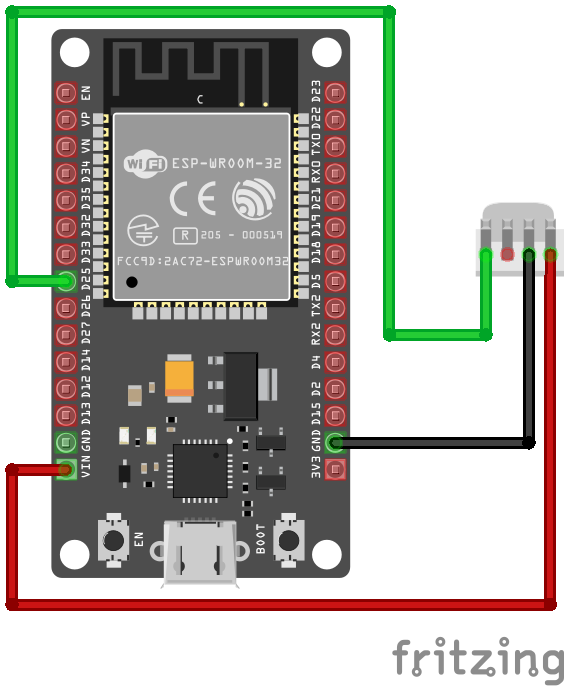 C
EN
VP
VN
D34
D35
D32
D33
D25
D26
D27
D14
D12
D13
GND
VIN
D23
D22
TX0
RX0
D21
D19
D18
D5
TX2
RX2
D4
D2
D15
GND
3V3
WiFi ESP-WROOM-32
CE
R 205 - 000519
FCC9D:2AC72-ESPWROOM32
EN
BOOT
fritzing